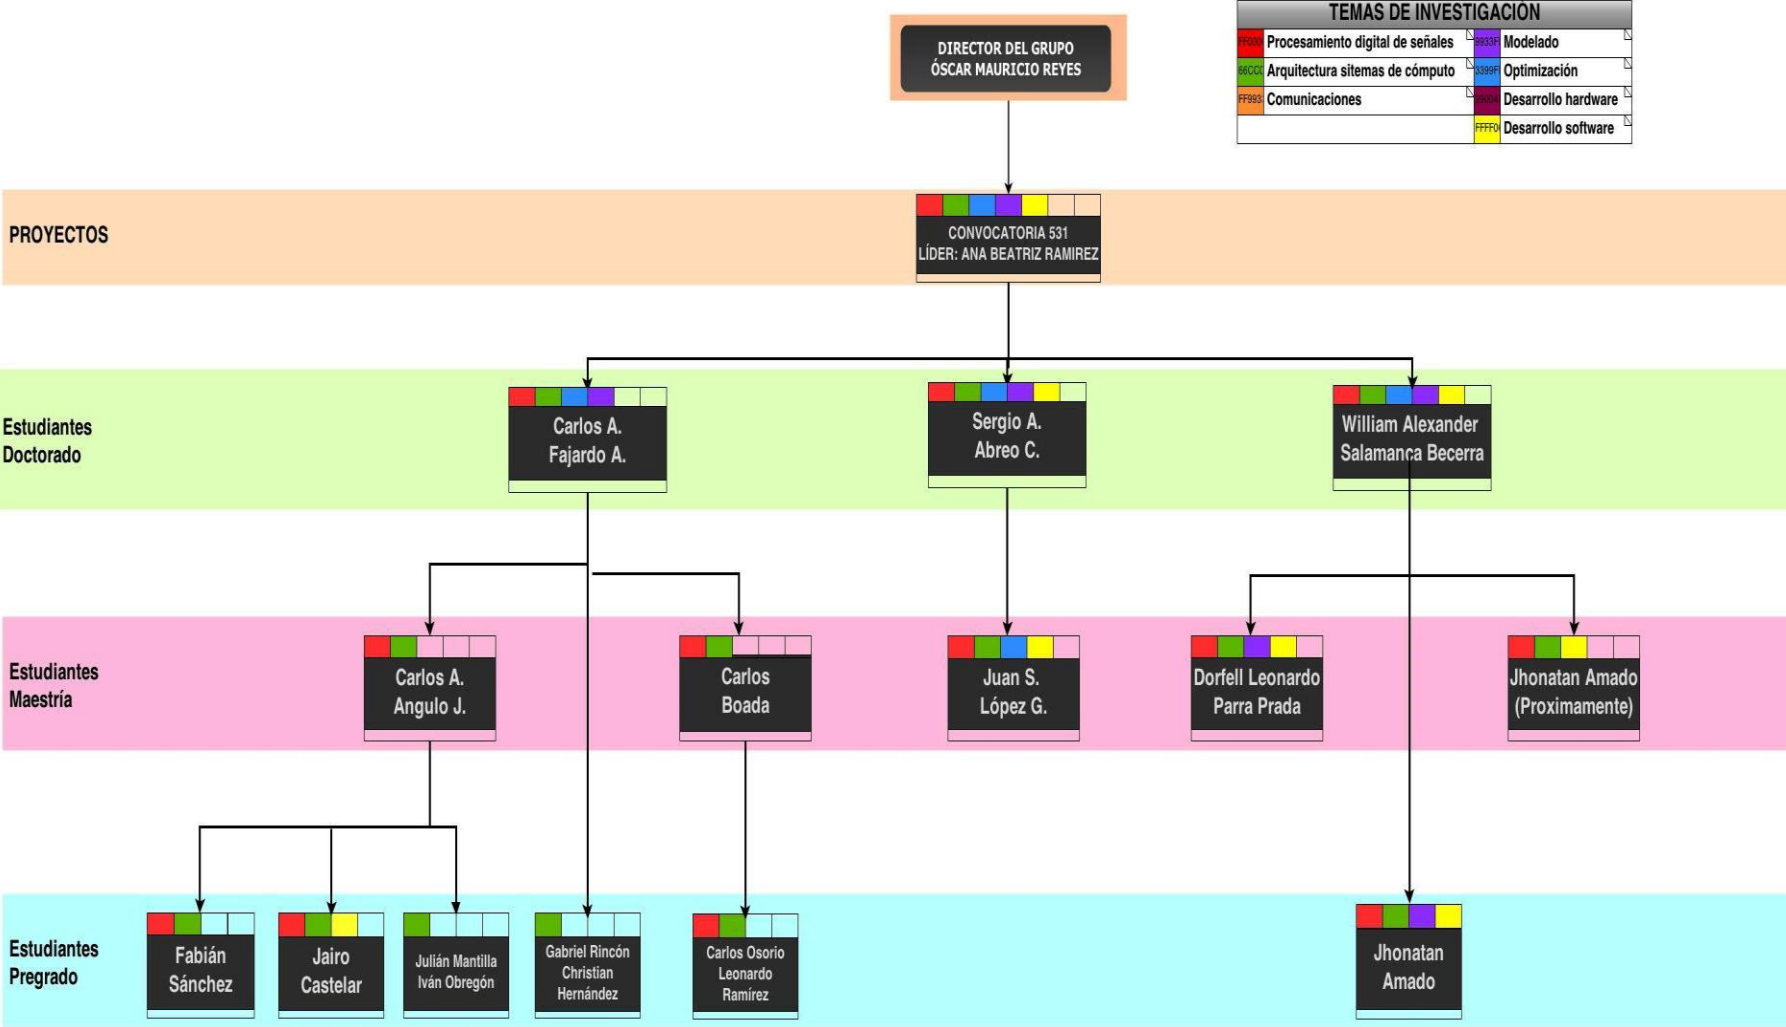 TEMAS DE INVESTIGACIÓN
Procesamiento digital de señales
Modelado
Arquitectura sitemas de cómputo
Optimización
Comunicaciones
Desarrollo hardware
Desarrollo software
DIRECTOR DEL GRUPO
ÓSCAR MAURICIO REYES
PROYECTOS
CONVOCATORIA 531
LÍDER: ANA BEATRIZ RAMIREZ
Estudiantes
Doctorado
Carlos A.
Fajardo A.
Sergio A.
Abreo C.
William Alexander
Salamanca Becerra
Estudiantes
Maestría
Carlos A.
Angulo J.
Carlos
Boada
Juan S.
López G.
Dorfell Leonardo
Parra Prada
Jhonatan Amado
(Proximamente)
Estudiantes
Pregrado
Fabián
Sánchez
Jairo
Castelar
Julián Mantilla
Iván Obregón
Gabriel Rincón
Christian
Hernández
Carlos Osorio
Leonardo
Ramírez
Jhonatan
Amado